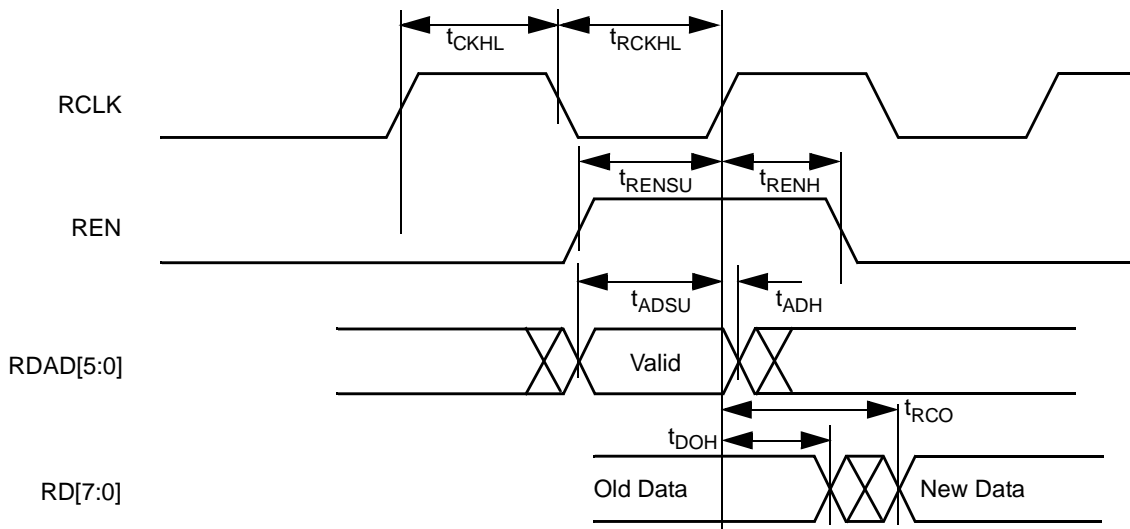 tCKHL tRCKHL
RCLK
tRENSU tRENH
REN
tADSU tADH
RDAD[5:0] Valid
tRCO
tDOH
RD[7:0] Old Data New Data